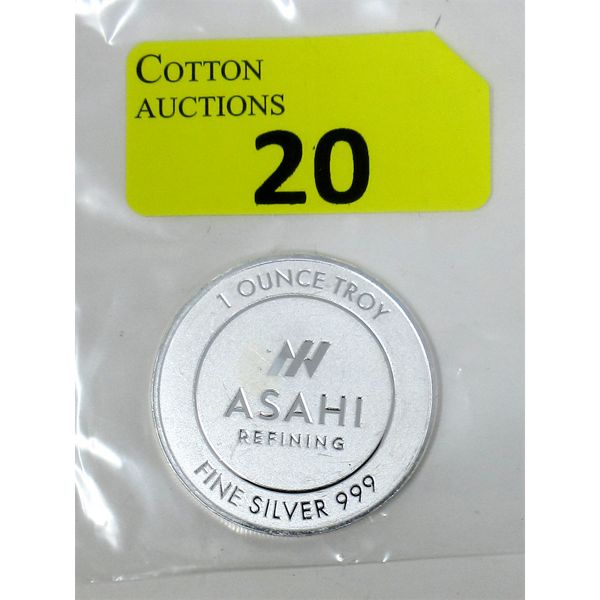 COTTON
AUCTIONS
20
1 OUNCE TROY
ASAHI
REFINING
FINE SILVER 999